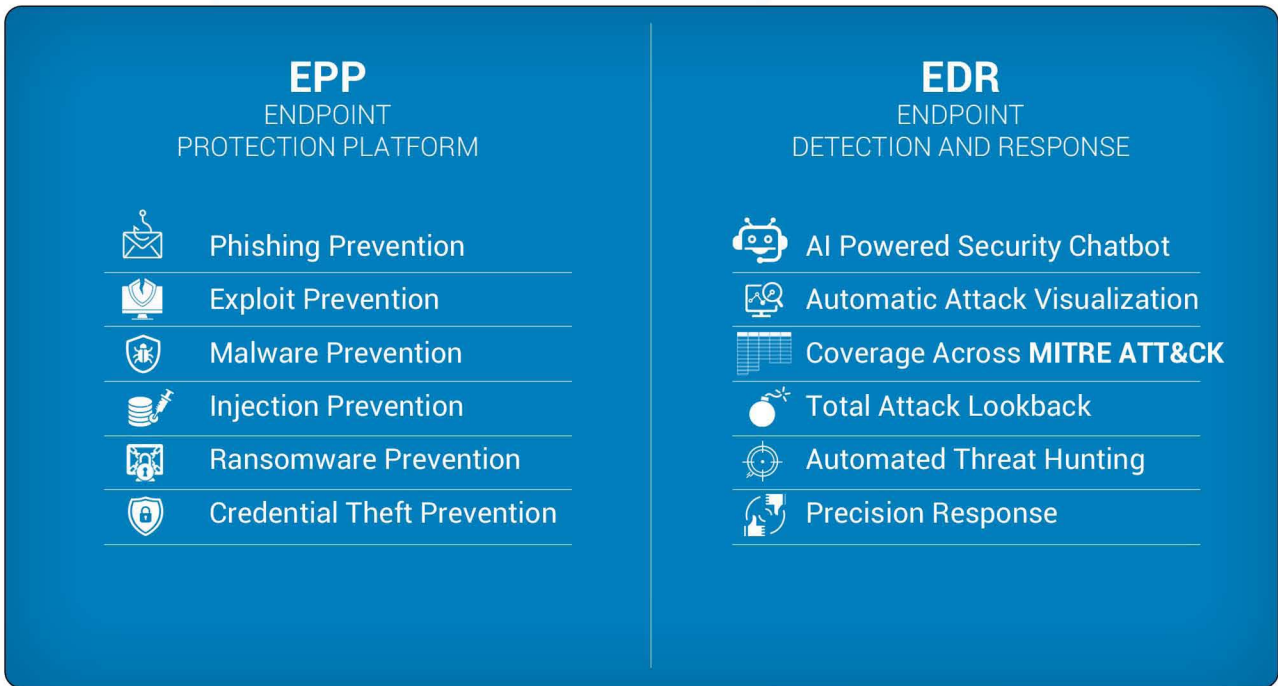 EPP
ENDPOINT
PROTECTION PLATFORM
Phishing Prevention
Exploit Prevention
Malware Prevention
Injection Prevention
Ransomware Prevention
Credential Theft Prevention
EDR
ENDPOINT
DETECTION AND RESPONSE
AI Powered Security Chatbot
Automatic Attack Visualization
Coverage Across MITRE ATT&CK
Total Attack Lookback
Automated Threat Hunting
Precision Response